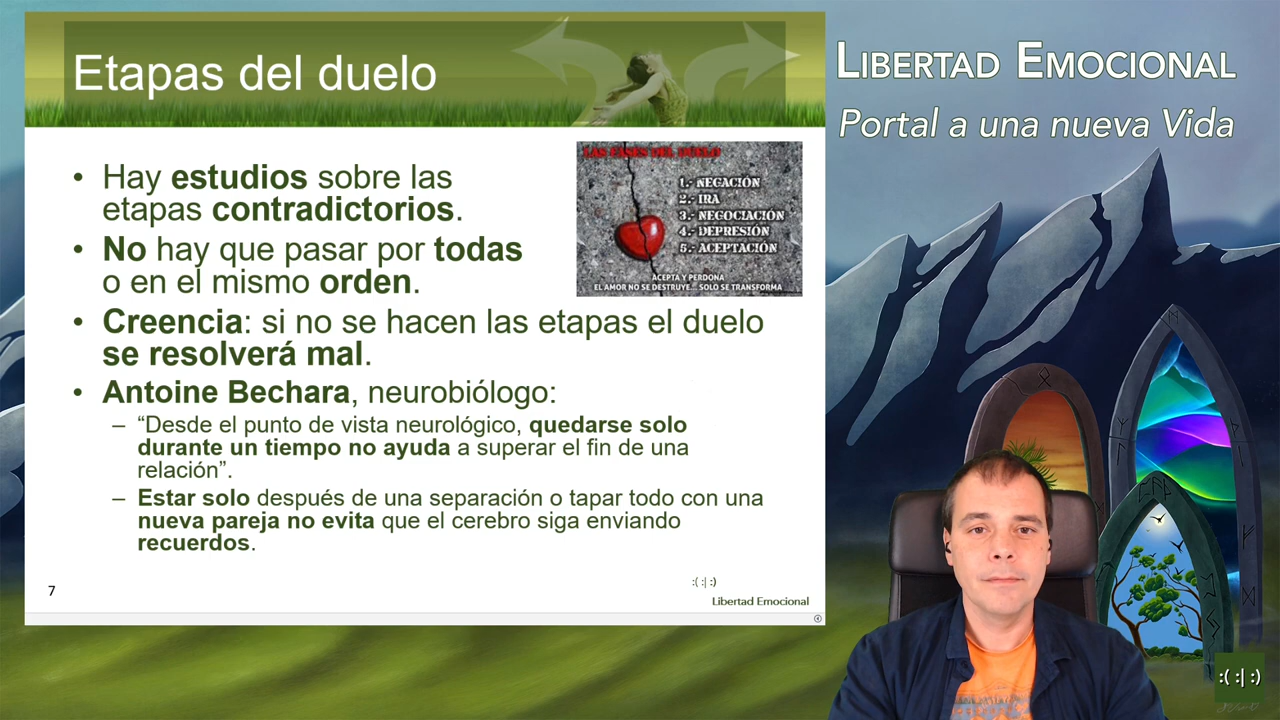 Etapas del duelo
LIBERTAD EMOCIONAL
Portal a una nueva Vida
• Hay estudios sobre las
etapas contradictorios.
• No hay que pasar por todas
o en el mismo orden.
LAS FASES DEL DUELO
1.- NEGACIÓN
2.- IRA
3.- NEGOCIACIÓN
4.- DEPRESIÓN
5.- ACEPTACIÓN
ACEPTA Y PERDONA
EL AMOR NO SE DESTRUYE... SOLO SE TRANSFORMA
• Creencia: si no se hacen las etapas el duelo
se resolverá mal.
• Antoine Bechara, neurobiólogo:
– “Desde el punto de vista neurológico, quedarse solo
durante un tiempo no ayuda a superar el fin de una
relación”.
– Estar solo después de una separación o tapar todo con una
nueva pareja no evita que el cerebro siga enviando
recuerdos.
7
:( :| :)
Libertad Emocional
:( :| :)